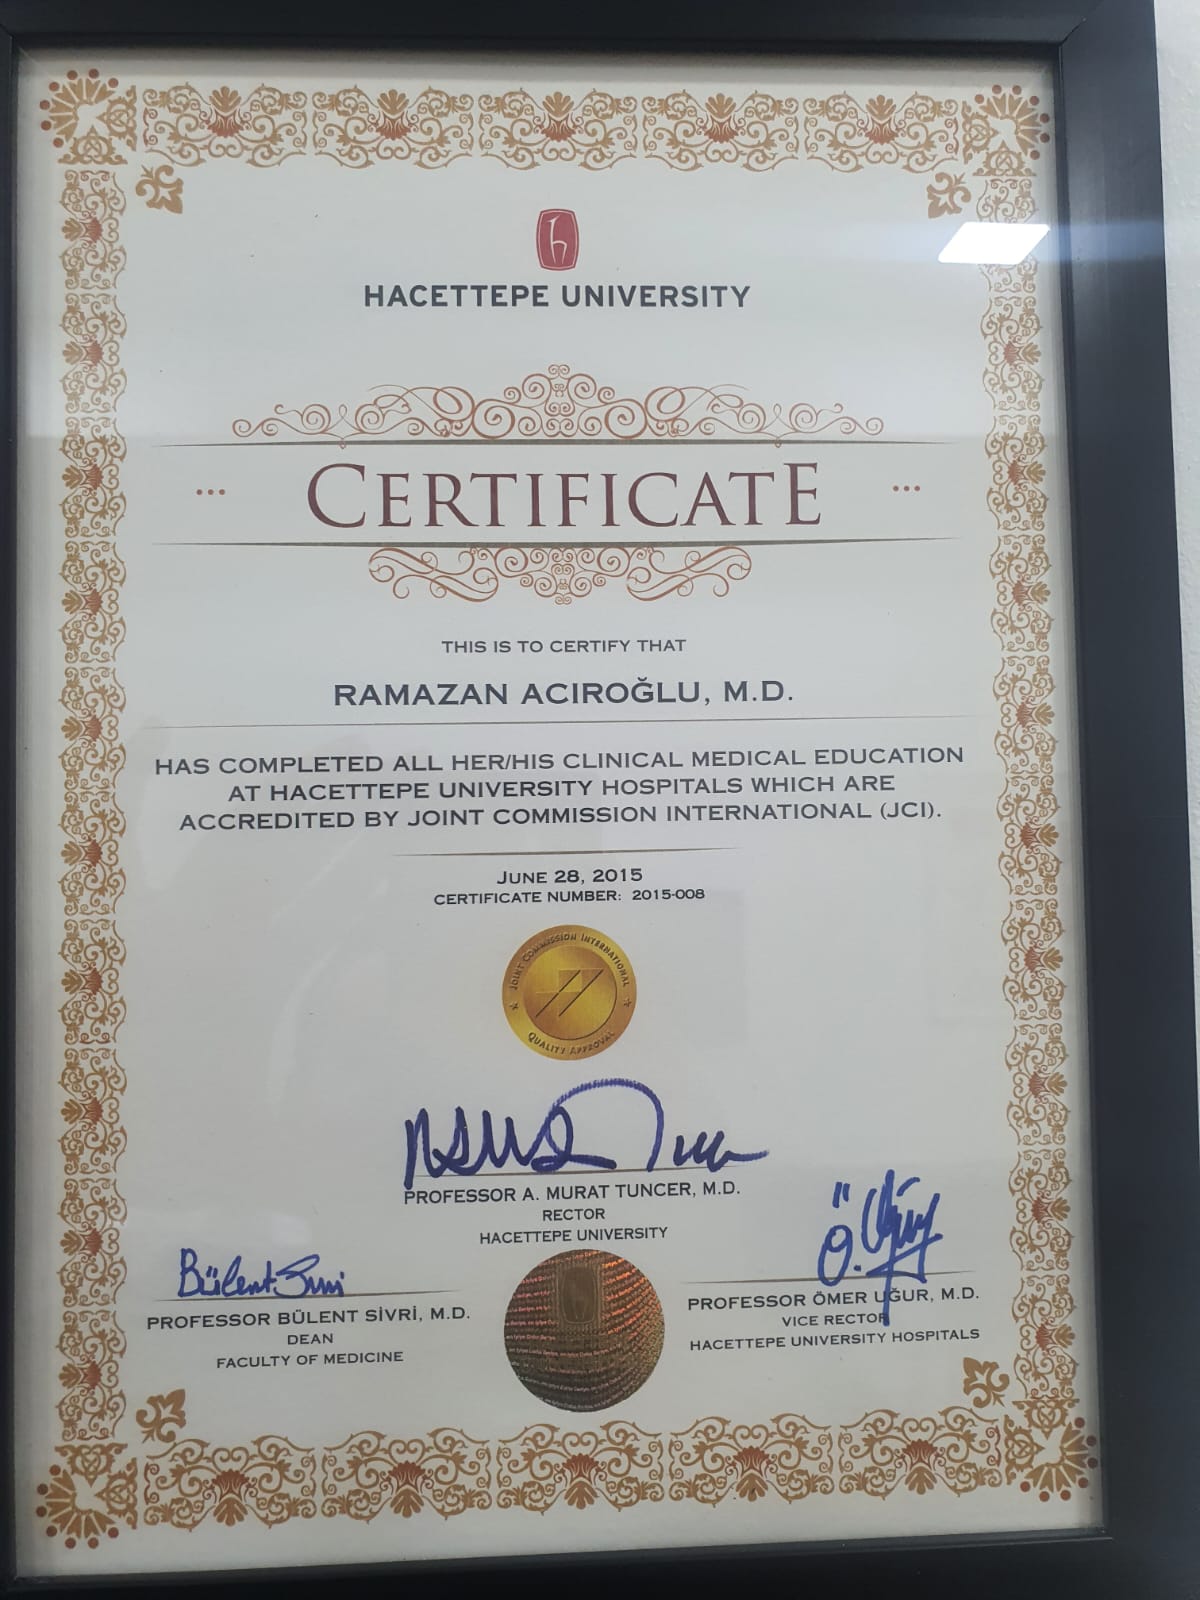 HACETTEPE UNIVERSITY
CERTIFICATE
THIS IS TO CERTIFY THAT
RAMAZAN ACIROĞLU, M.D.
HAS COMPLETED ALL HER/HIS CLINICAL MEDICAL EDUCATION
AT HACETTEPE UNIVERSITY HOSPITALS WHICH ARE
ACCREDITED BY JOINT COMMISSION INTERNATIONAL (JCI).
JUNE 28, 2015
CERTIFICATE NUMBER: 2015-008
JOINT COMMISSION INTERNATIONAL
QUALITY APPROVAL
PROFESSOR A. MURAT TUNCER, M.D.
RECTOR
HACETTEPE UNIVERSITY
Bülent Sivri
PROFESSOR BÜLENT SİVRİ, M.D.
DEAN
FACULTY OF MEDICINE
Ö. Uğur
PROFESSOR ÖMER UĞUR, M.D.
VICE RECTOR
HACETTEPE UNIVERSITY HOSPITALS